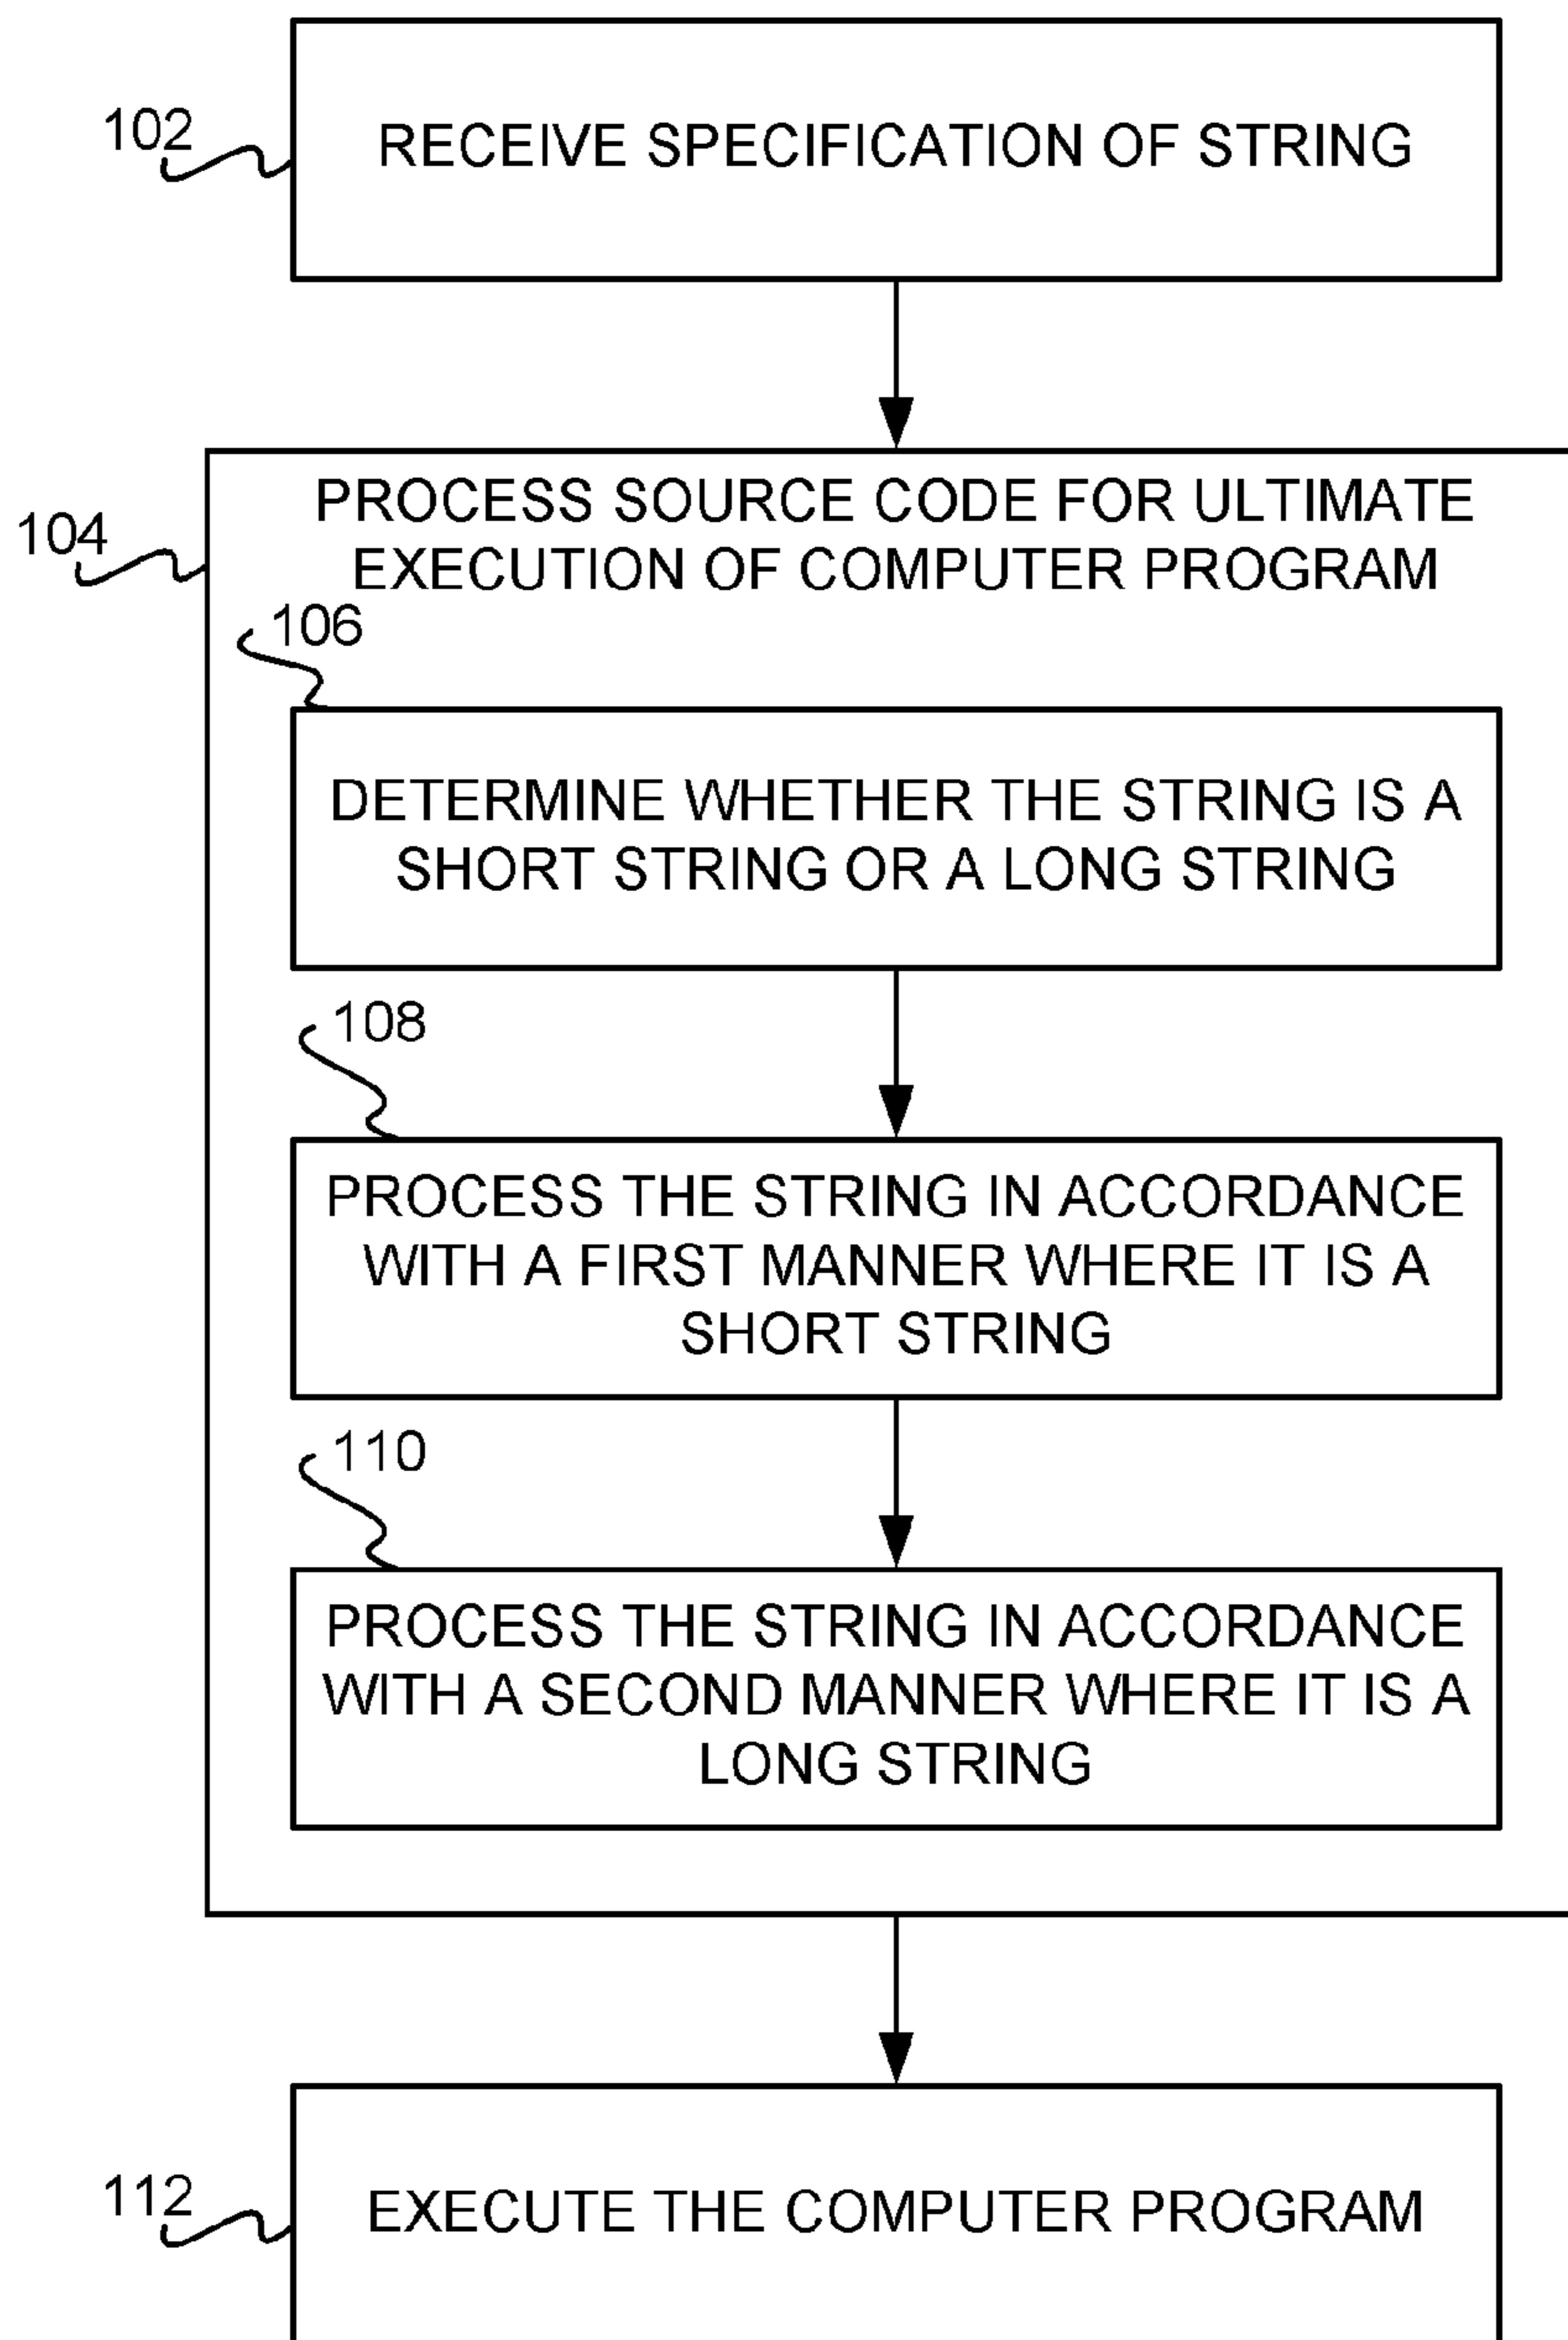 102
RECEIVE SPECIFICATION OF STRING
104
PROCESS SOURCE CODE FOR ULTIMATE
EXECUTION OF COMPUTER PROGRAM
106
DETERMINE WHETHER THE STRING IS A
SHORT STRING OR A LONG STRING
108
PROCESS THE STRING IN ACCORDANCE
WITH A FIRST MANNER WHERE IT IS A
SHORT STRING
110
PROCESS THE STRING IN ACCORDANCE
WITH A SECOND MANNER WHERE IT IS A
LONG STRING
112
EXECUTE THE COMPUTER PROGRAM